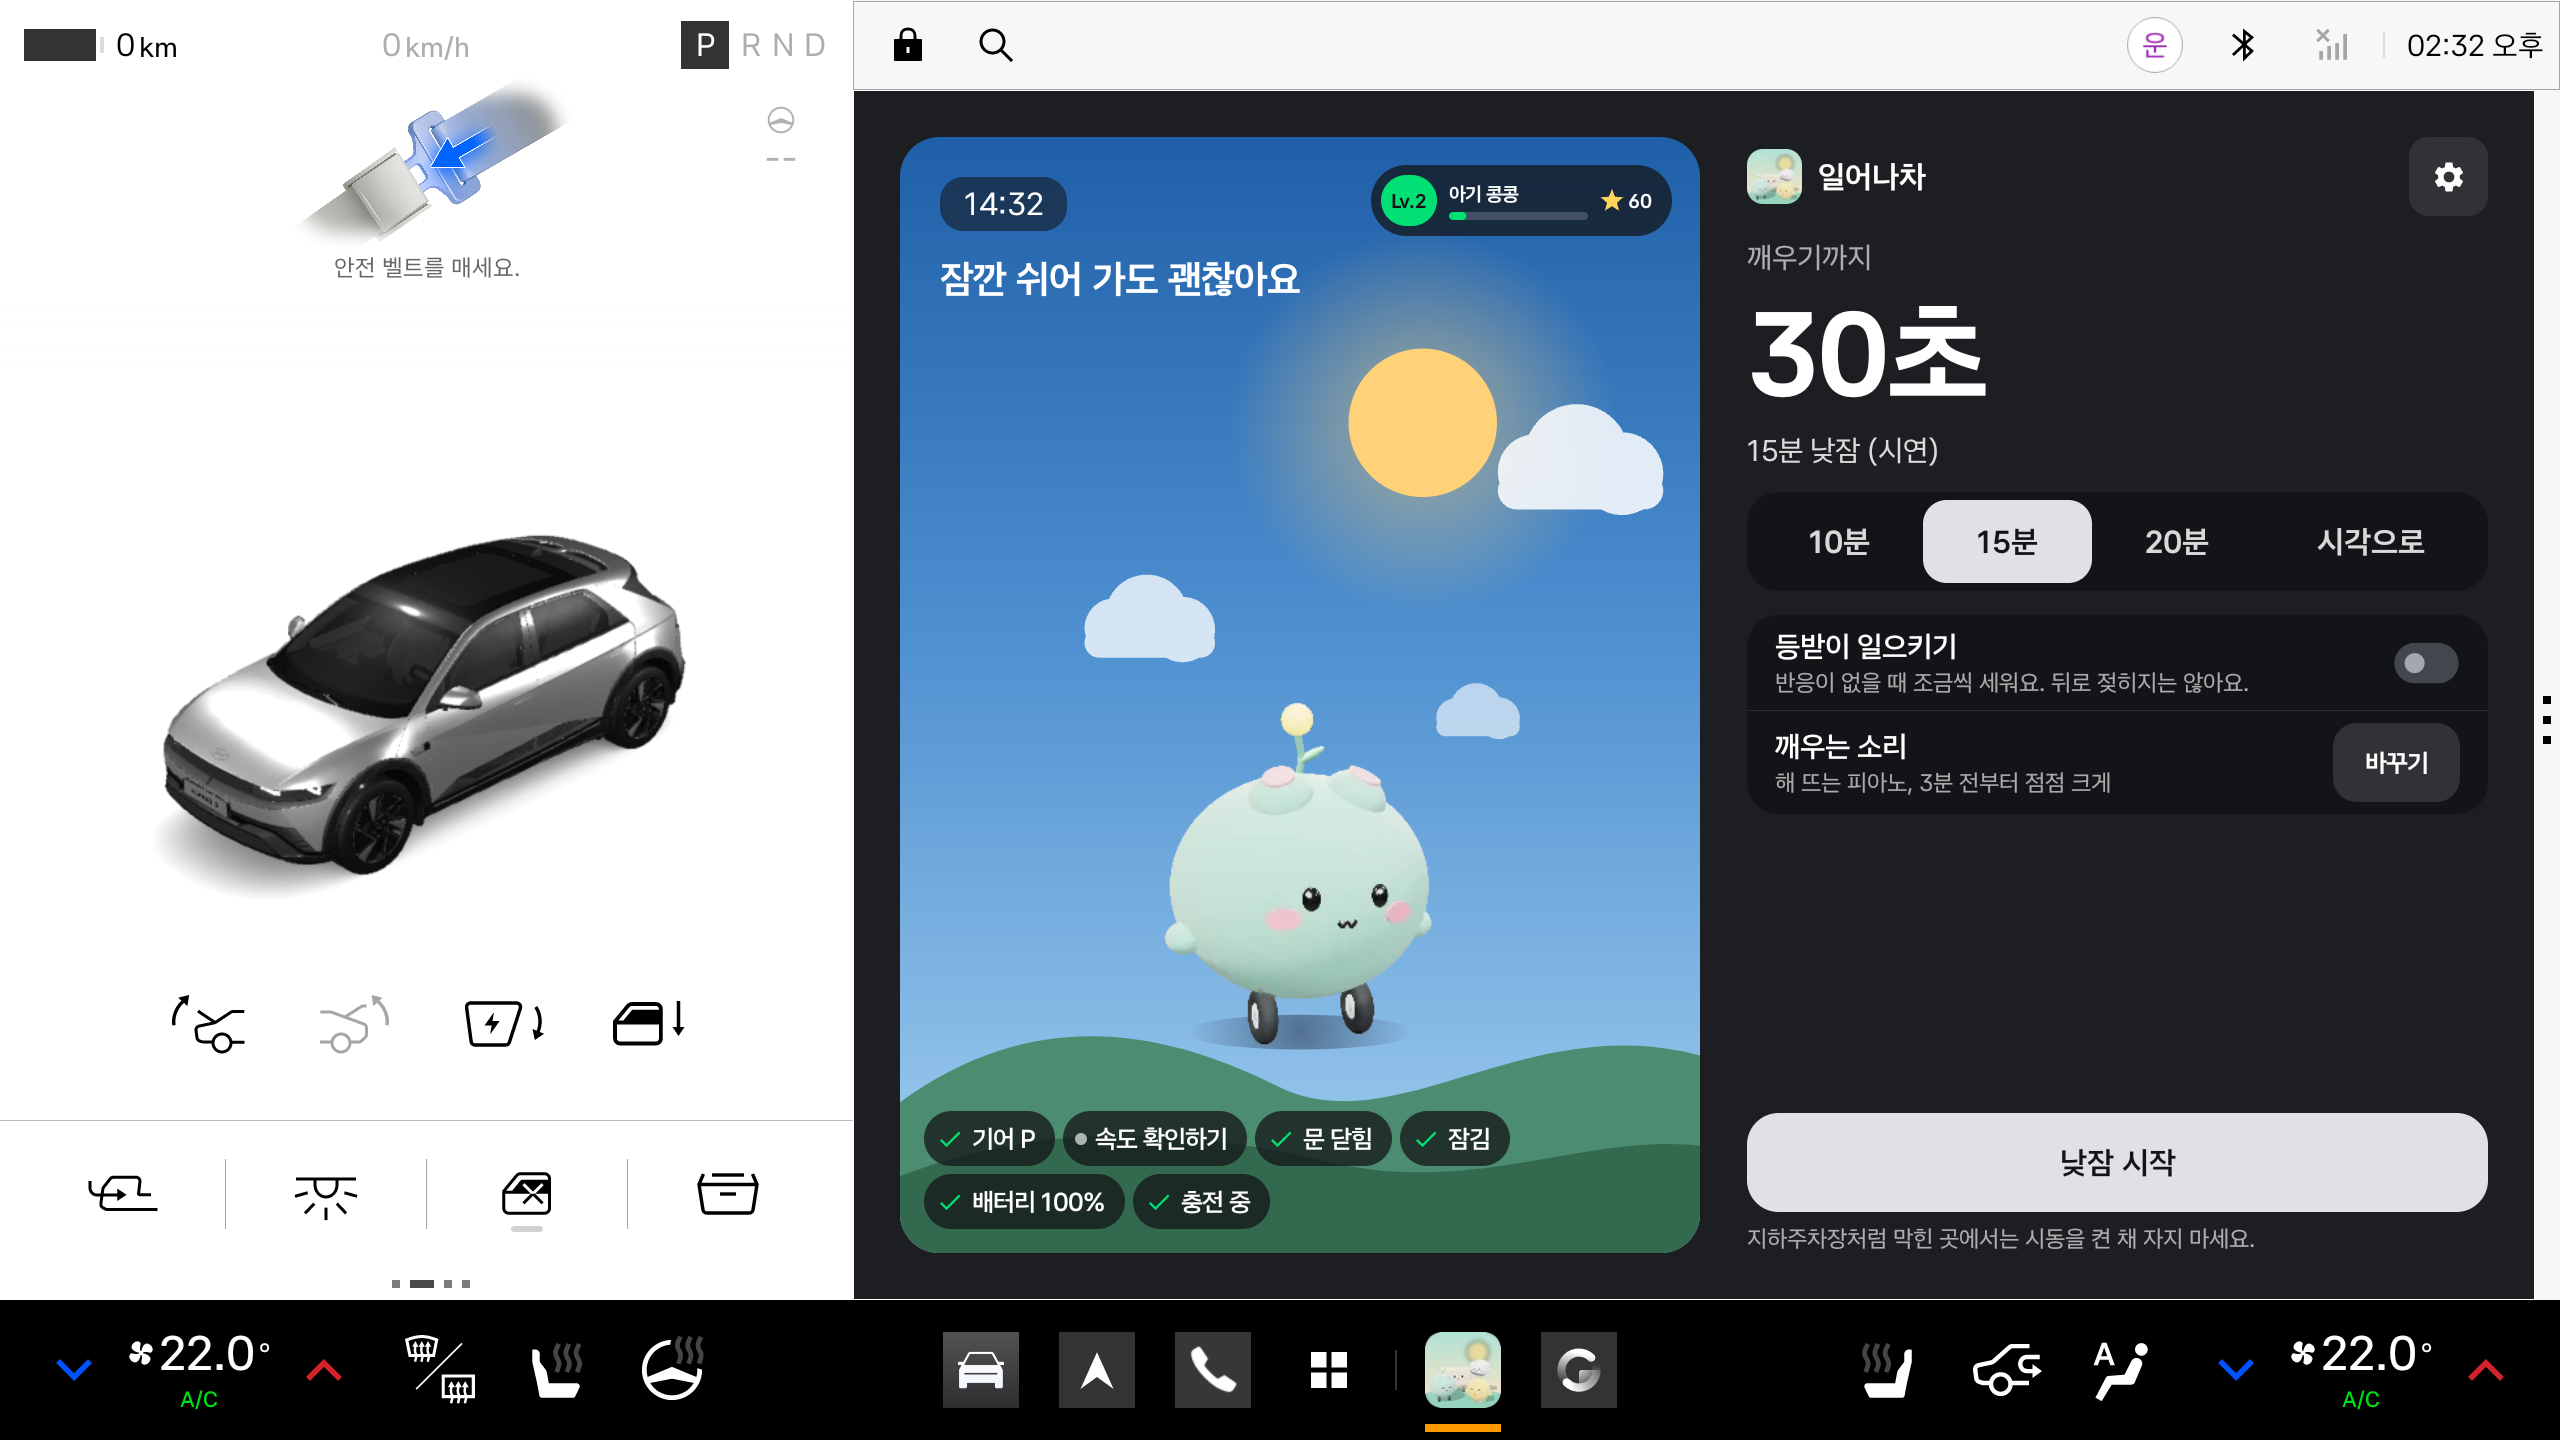 0 km
0 km/h
P R N D
안전 벨트를 매세요.
운
02:32 오후
14:32
Lv.2
아기 콩콩
60
잠깐 쉬어 가도 괜찮아요
기어 P
속도 확인하기
문 닫힘
잠김
배터리 100%
충전 중
일어나차
깨우기까지
30초
15분 낮잠 (시연)
10분
15분
20분
시각으로
등받이 일으키기
반응이 없을 때 조금씩 세워요. 뒤로 젖히지는 않아요.
깨우는 소리
해 뜨는 피아노, 3분 전부터 점점 크게
바꾸기
낮잠 시작
지하주차장처럼 막힌 곳에서는 시동을 켠 채 자지 마세요.
22.0°
A/C
A
22.0°
A/C